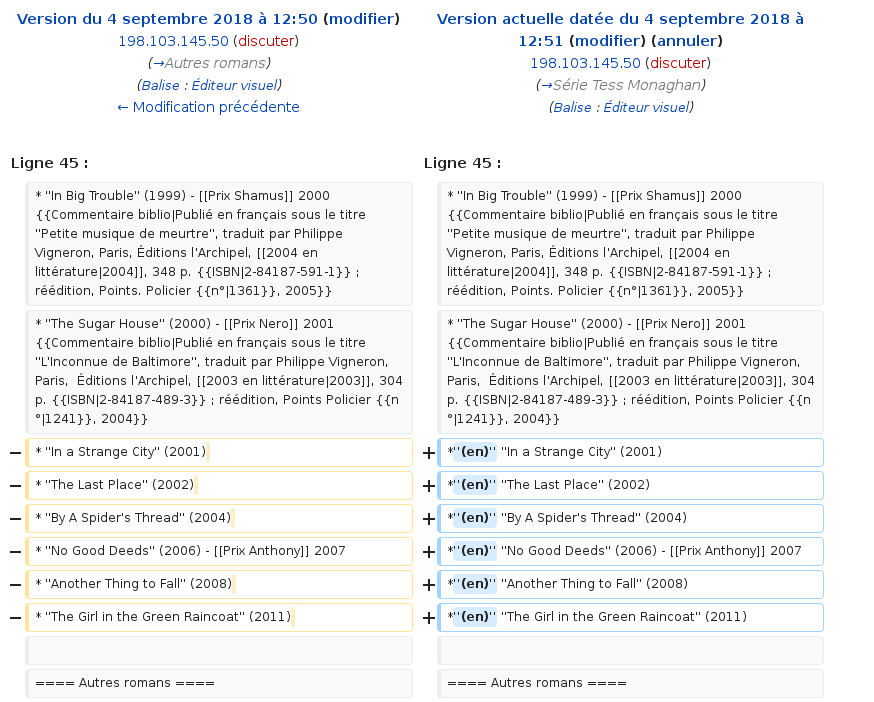 Version du 4 septembre 2018 à 12:50 (modifier)
198.103.145.50 (discuter)
(→Autres romans)
(Balise : Éditeur visuel)
← Modification précédente
Version actuelle datée du 4 septembre 2018 à
12:51 (modifier) (annuler)
198.103.145.50 (discuter)
(→Série Tess Monaghan)
(Balise : Éditeur visuel)
Ligne 45 :
Ligne 45 :
* ''In Big Trouble'' (1999) - [[Prix Shamus]] 2000
{{Commentaire biblio|Publié en français sous le titre
''Petite musique de meurtre'', traduit par Philippe
Vigneron, Paris, Éditions l'Archipel, [[2004 en
littérature|2004]], 348 p. {{ISBN|2-84187-591-1}} ;
réédition, Points. Policier {{n°|1361}}, 2005}}
* ''In Big Trouble'' (1999) - [[Prix Shamus]] 2000
{{Commentaire biblio|Publié en français sous le titre
''Petite musique de meurtre'', traduit par Philippe
Vigneron, Paris, Éditions l'Archipel, [[2004 en
littérature|2004]], 348 p. {{ISBN|2-84187-591-1}} ;
réédition, Points. Policier {{n°|1361}}, 2005}}
* ''The Sugar House'' (2000) - [[Prix Nero]] 2001
{{Commentaire biblio|Publié en français sous le titre
''L'Inconnue de Baltimore'', traduit par Philippe Vigneron,
Paris,  Éditions l'Archipel, [[2003 en littérature|2003]], 304
p. {{ISBN|2-84187-489-3}} ; réédition, Points Policier {{n
°|1241}}, 2004}}
* ''The Sugar House'' (2000) - [[Prix Nero]] 2001
{{Commentaire biblio|Publié en français sous le titre
''L'Inconnue de Baltimore'', traduit par Philippe Vigneron,
Paris,  Éditions l'Archipel, [[2003 en littérature|2003]], 304
p. {{ISBN|2-84187-489-3}} ; réédition, Points Policier {{n
°|1241}}, 2004}}
− * ''In a Strange City'' (2001)
+ *''(en)'' ''In a Strange City'' (2001)
− * ''The Last Place'' (2002)
+ *''(en)'' ''The Last Place'' (2002)
− * ''By A Spider's Thread'' (2004)
+ *''(en)'' ''By A Spider's Thread'' (2004)
− * ''No Good Deeds'' (2006) - [[Prix Anthony]] 2007
+ *''(en)'' ''No Good Deeds'' (2006) - [[Prix Anthony]] 2007
− * ''Another Thing to Fall'' (2008)
+ *''(en)'' ''Another Thing to Fall'' (2008)
− * ''The Girl in the Green Raincoat'' (2011)
+ *''(en)'' ''The Girl in the Green Raincoat'' (2011)
==== Autres romans ====
==== Autres romans ====